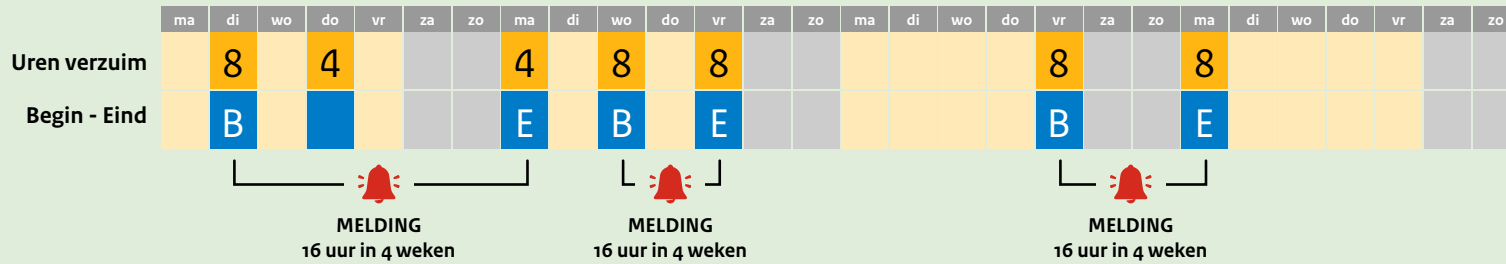 ma di wo do vr za zo ma di wo do vr za zo ma di wo do vr za zo ma di wo do vr za zo
Uren verzuim 8 4 4 8 8 8 8
Begin - Eind B E B E B E
MELDING MELDING MELDING
16 uur in 4 weken 16 uur in 4 weken 16 uur in 4 weken